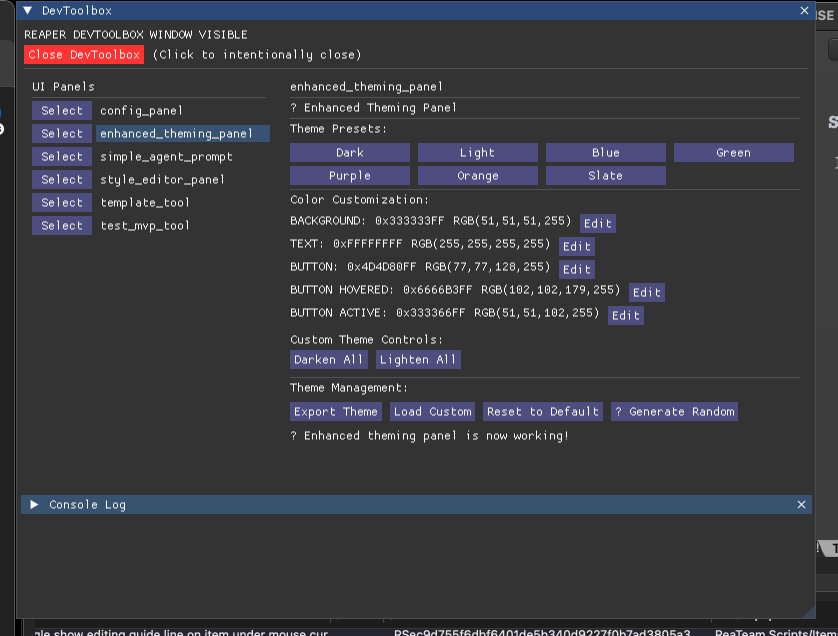 DevToolbox
REAPER DEVTOOLBOX WINDOW VISIBLE
Close DevToolbox (Click to intentionally close)
UI Panels
Select config_panel
Select enhanced_theming_panel
Select simple_agent_prompt
Select style_editor_panel
Select template_tool
Select test_mvp_tool
enhanced_theming_panel
? Enhanced Theming Panel
Theme Presets:
Dark Light Blue Green
Purple Orange Slate
Color Customization:
BACKGROUND: 0x333333FF RGB(51,51,51,255) Edit
TEXT: 0xFFFFFFFF RGB(255,255,255,255) Edit
BUTTON: 0x4D4D80FF RGB(77,77,128,255) Edit
BUTTON HOVERED: 0x6666B3FF RGB(102,102,179,255) Edit
BUTTON ACTIVE: 0x333366FF RGB(51,51,102,255) Edit
Custom Theme Controls:
Darken All Lighten All
Theme Management:
Export Theme Load Custom Reset to Default ? Generate Random
? Enhanced theming panel is now working!
Console Log
gle show editing guide line on item under mouse cur RSec9d755f6dbf6401de5b340d9227f0b7ad3805a3 ReaTeam Scripts/Item